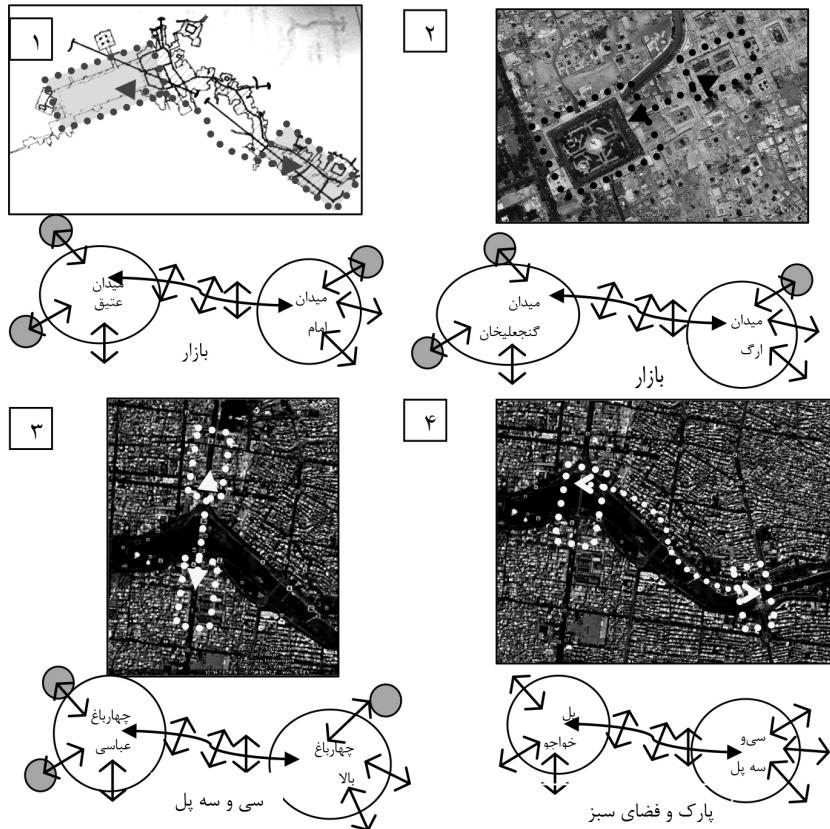 ۱
میدان
عتیق
میدان
امام
بازار
۲
میدان
گنجعلیخان
میدان
ارگ
بازار
۳
چهارباغ
عباسی
چهارباغ
بالا
سی و سه پل
۴
پل
خواجو
سی‌و
سه پل
پارک و فضای سبز